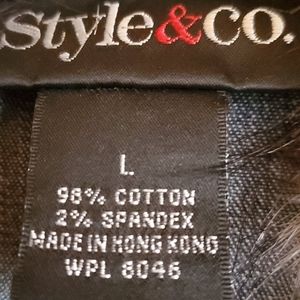 Style&co.
L
98% COTTON
2% SPANDEX
MADE IN HONG KONG
WPL 8046